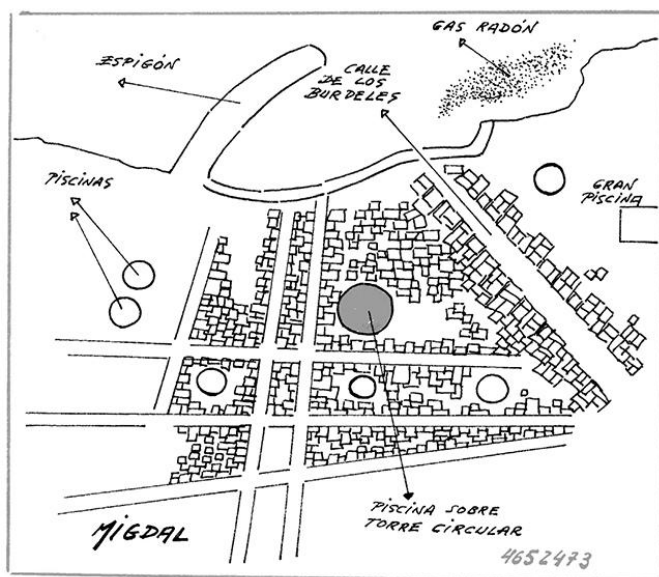 GAS RADÓN
ESPIGÓN
CALLE
DE LOS
BURDELES
PISCINAS
GRAN
PISCINA
PISCINA SOBRE
TORRE CIRCULAR
MIGDAL
4652473